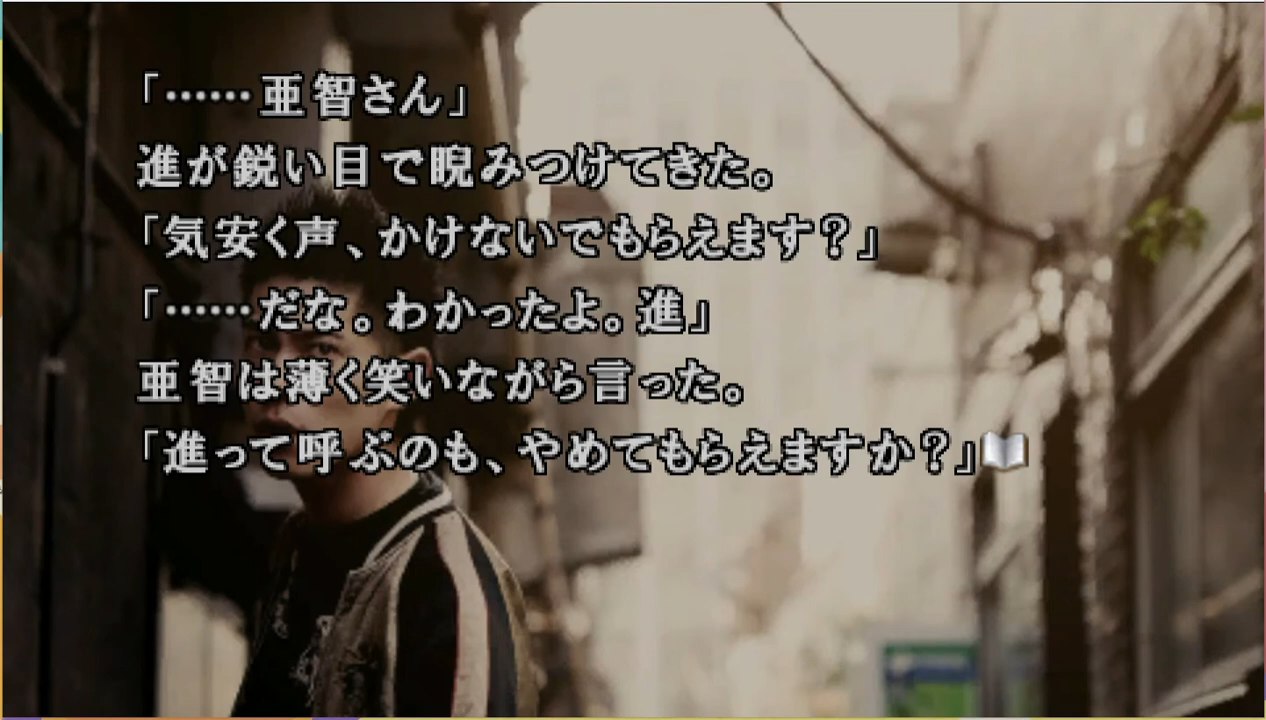 「……亜智さん」
進が鋭い目で睨みつけてきた。
「気安く声、かけないでもらえます？」
「……だな。わかったよ。進」
亜智は薄く笑いながら言った。
「進って呼ぶのも、やめてもらえますか？」